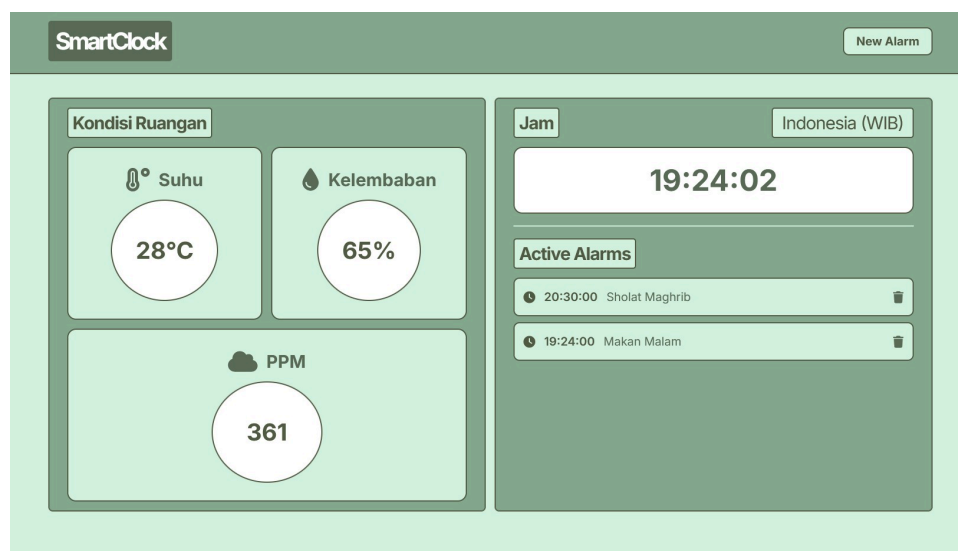 SmartClock
New Alarm
Kondisi Ruangan
Suhu
28°C
Kelembaban
65%
PPM
361
Jam
Indonesia (WIB)
19:24:02
Active Alarms
20:30:00 Sholat Maghrib
19:24:00 Makan Malam